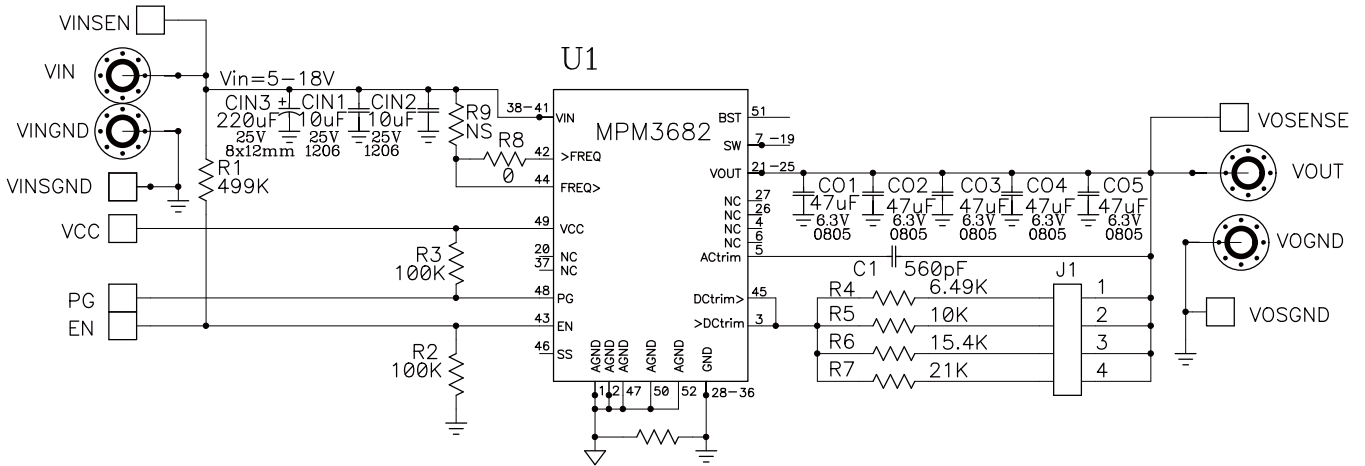 VINSEN
VIN
VINGND
VINSGND
VCC
PG
EN
Vin=5-18V
CIN3
220uF
25V
8x12mm
+
CIN1
10uF
25V
1206
CIN2
10uF
25V
1206
R1
499K
R9
NS
R8
0
R3
100K
R2
100K
U1
MPM3682
38-41
VIN
42
>FREQ
44
FREQ>
49
VCC
20
NC
37
NC
48
PG
43
EN
46
SS
AGND
AGND
AGND
AGND
AGND
GND
1
2
47
50
52
28-36
BST
51
SW
7-19
VOUT
21-25
NC
27
NC
26
NC
4
NC
6
ACtrim
5
DCtrim>
45
>DCtrim
3
CO1
47uF
6.3V
0805
CO2
47uF
6.3V
0805
CO3
47uF
6.3V
0805
CO4
47uF
6.3V
0805
CO5
47uF
6.3V
0805
C1
560pF
J1
R4
6.49K
1
R5
10K
2
R6
15.4K
3
R7
21K
4
VOSENSE
VOUT
VOGND
VOSGND